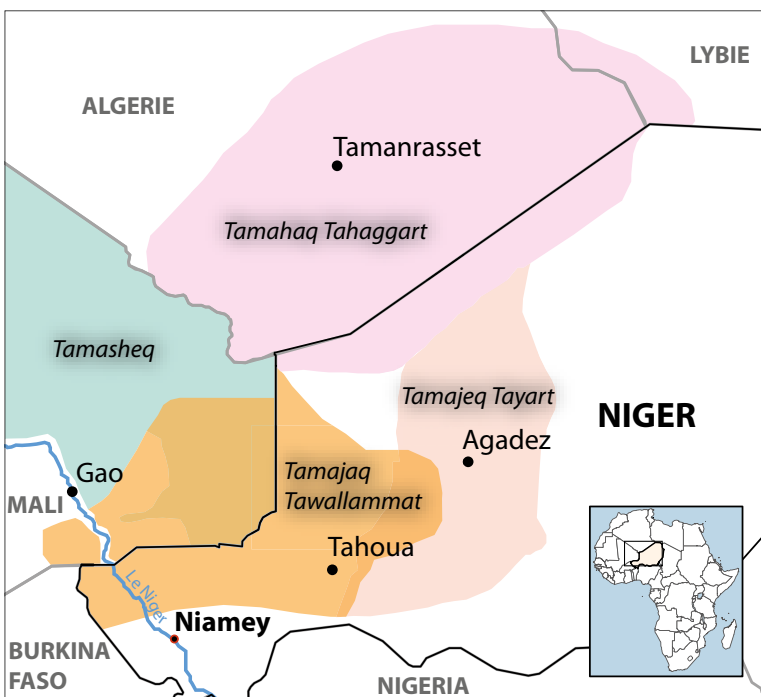 LYBIE
ALGERIE
Tamanrasset
Tamahaq Tahaggart
Tamasheq
Tamajeq Tayart
NIGER
Agadez
Gao
Tamajaq
Tawallammat
MALI
Tahoua
Le Niger
Niamey
BURKINA
FASO
NIGERIA